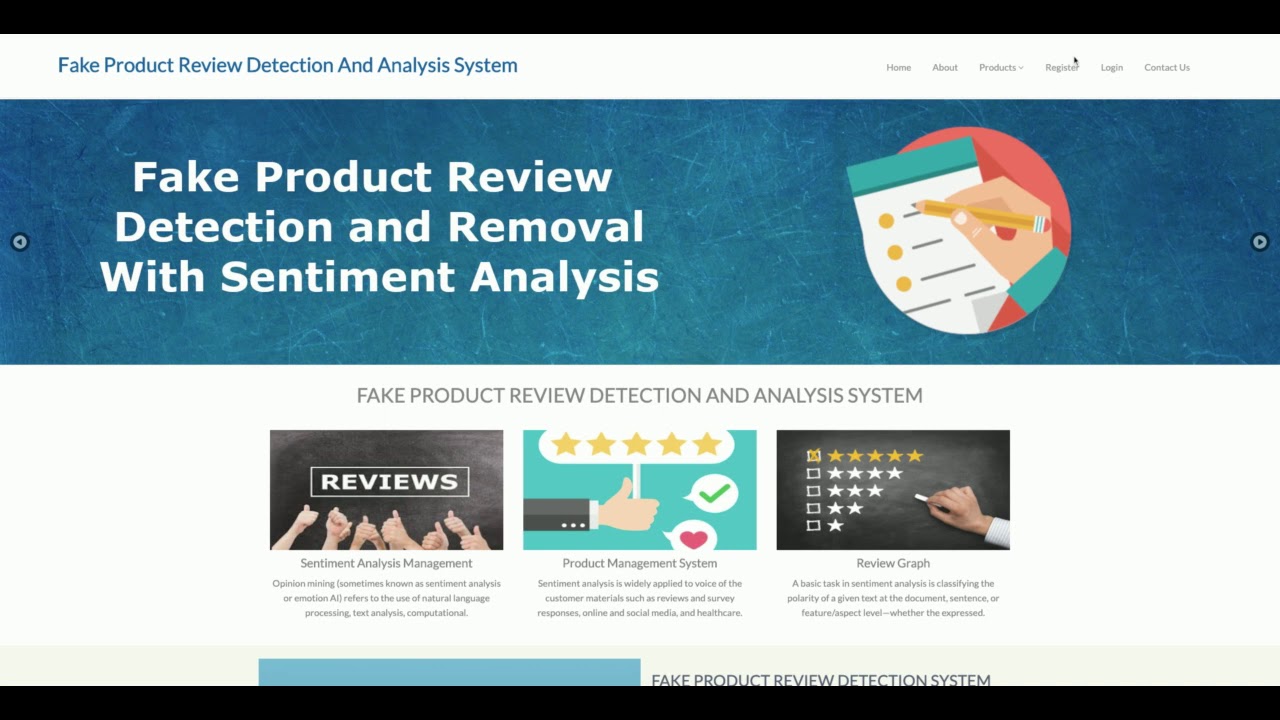 Fake Product Review Detection And Analysis System
Home About Products Register Login Contact Us
Fake Product Review
Detection and Removal
With Sentiment Analysis
FAKE PRODUCT REVIEW DETECTION AND ANALYSIS SYSTEM
REVIEWS
Sentiment Analysis Management
Opinion mining (sometimes known as sentiment analysis
or emotion AI) refers to the use of natural language
processing, text analysis, computational.
Product Management System
Sentiment analysis is widely applied to voice of the
customer materials such as reviews and survey
responses, online and social media, and healthcare.
Review Graph
A basic task in sentiment analysis is classifying the
polarity of a given text at the document, sentence, or
feature/aspect level—whether the expressed.
FAKE PRODUCT REVIEW DETECTION SYSTEM